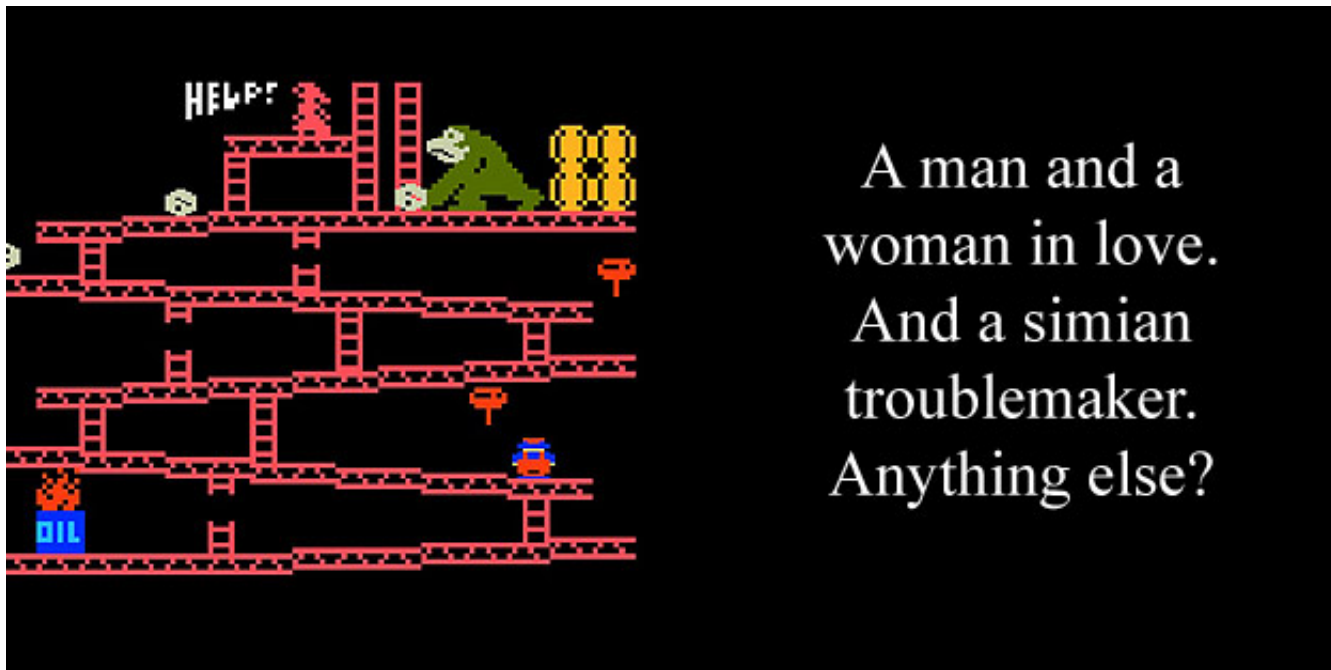 HELP!
A man and a
woman in love.
And a simian
troublemaker.
Anything else?
OIL